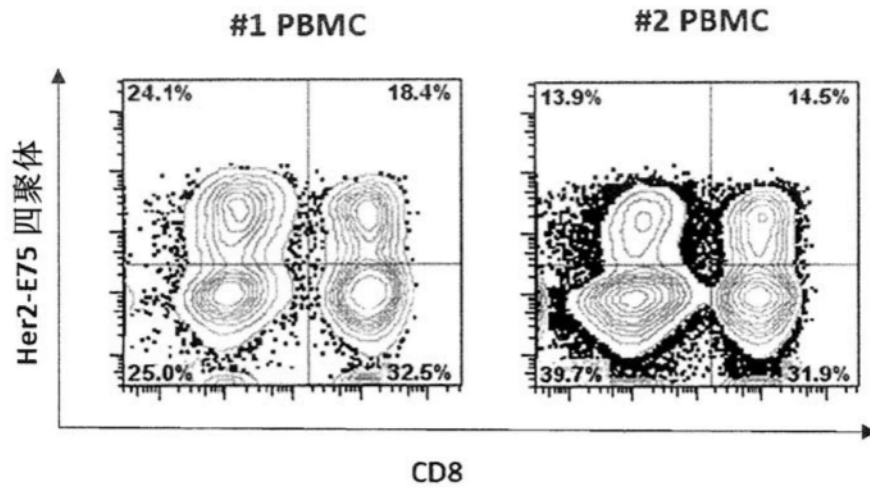 #1 PBMC
#2 PBMC
24.1%
18.4%
13.9%
14.5%
Her2-E75 四聚体
25.0%
32.5%
39.7%
31.9%
CD8